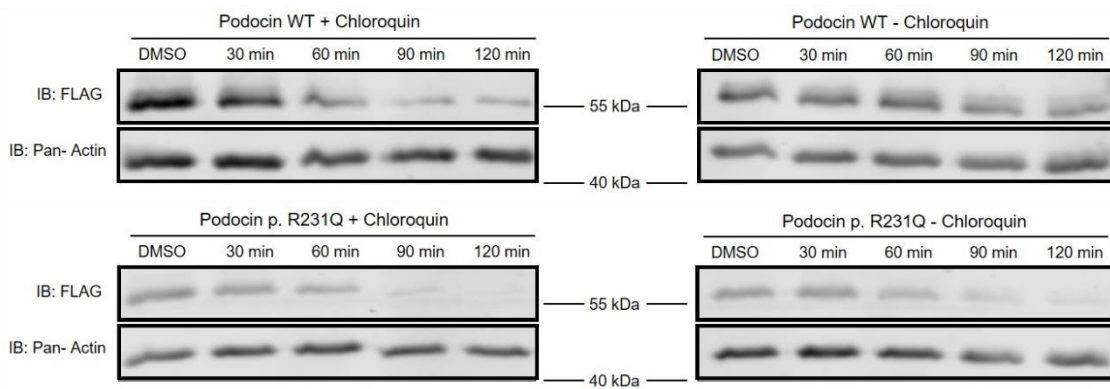 Podocin WT + Chloroquin
Podocin WT - Chloroquin
DMSO 30 min 60 min 90 min 120 min
DMSO 30 min 60 min 90 min 120 min
IB: FLAG
55 kDa
IB: Pan- Actin
40 kDa
Podocin p. R231Q + Chloroquin
Podocin p. R231Q - Chloroquin
DMSO 30 min 60 min 90 min 120 min
DMSO 30 min 60 min 90 min 120 min
IB: FLAG
55 kDa
IB: Pan- Actin
40 kDa